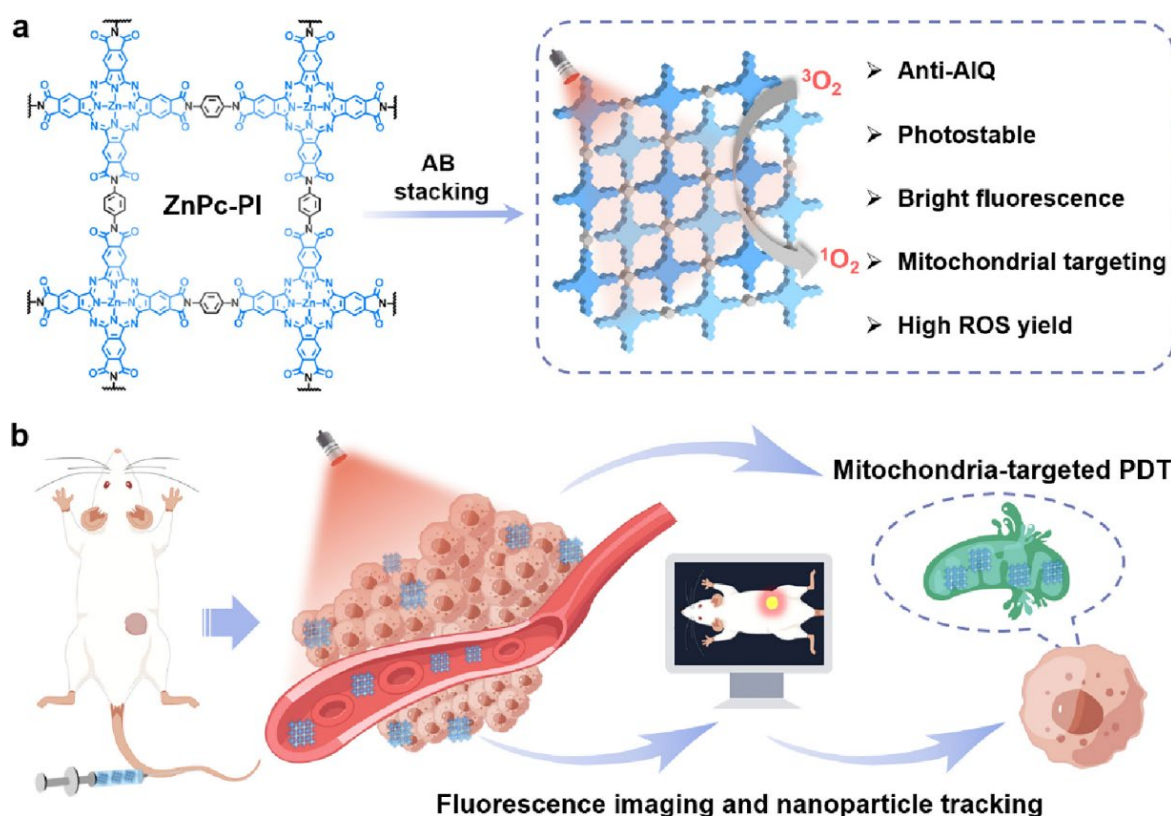 a
ZnPc-PI
AB
stacking
³O₂
¹O₂
➢ Anti-AIQ
➢ Photostable
➢ Bright fluorescence
➢ Mitochondrial targeting
➢ High ROS yield
b
Mitochondria-targeted PDT
Fluorescence imaging and nanoparticle tracking